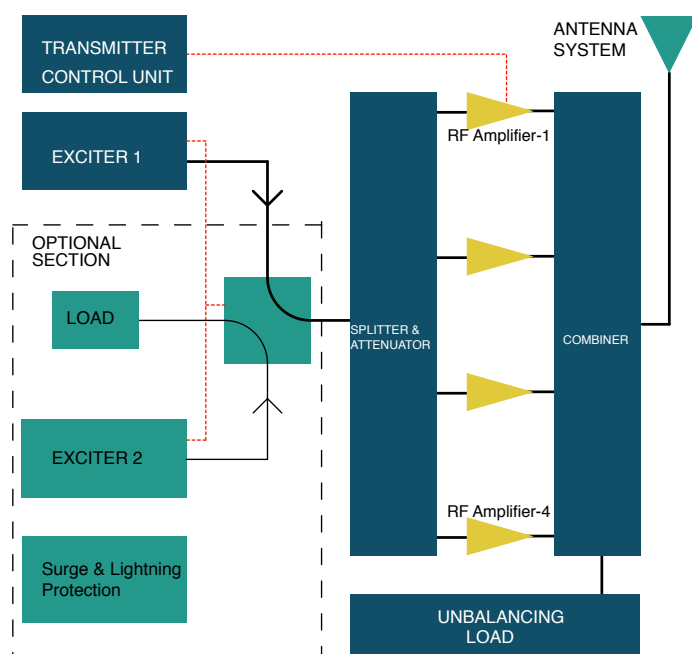 TRANSMITTER
CONTROL UNIT
ANTENNA
SYSTEM
EXCITER 1
RF Amplifier-1
OPTIONAL
SECTION
LOAD
SPLITTER &
ATTENUATOR
COMBINER
EXCITER 2
RF Amplifier-4
Surge & Lightning
Protection
UNBALANCING
LOAD